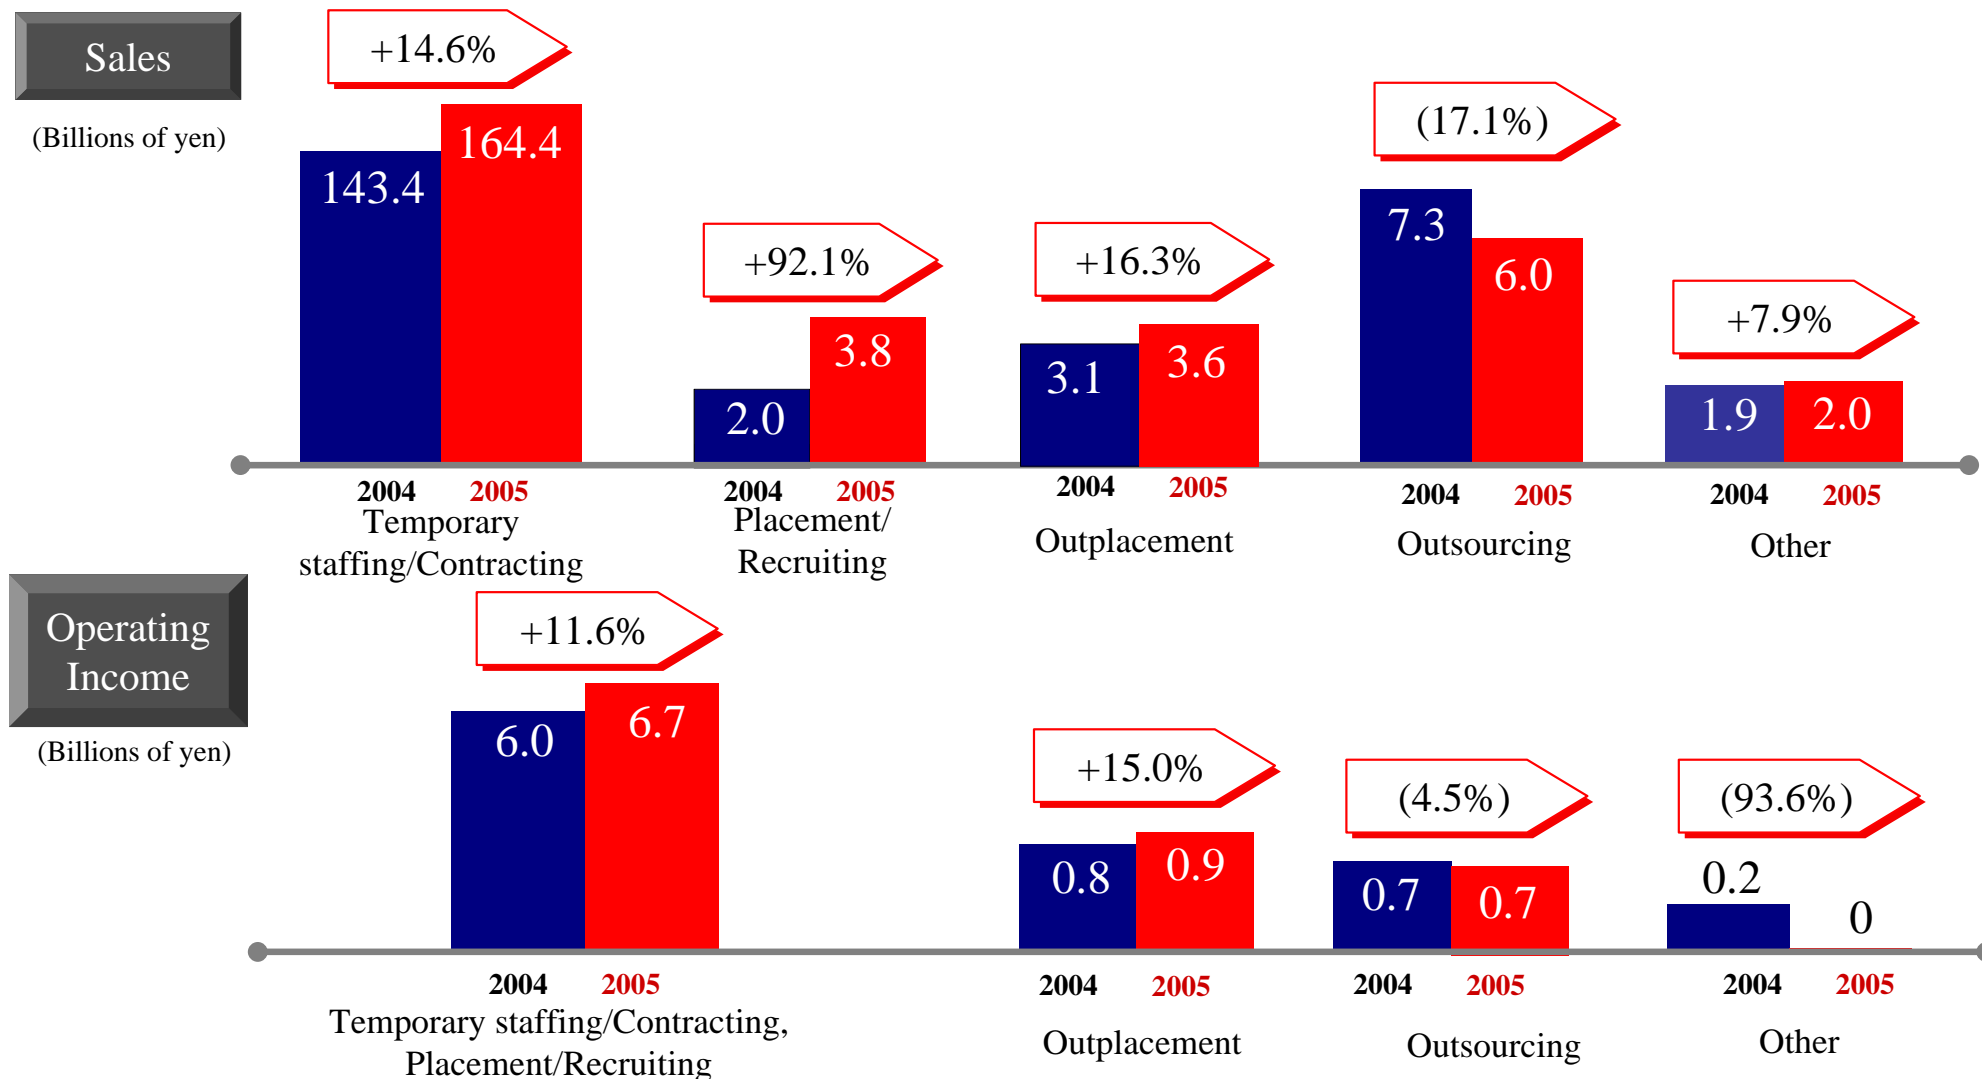 Sales
(Billions of yen)
+14.6%
143.4
164.4
2004 2005
Temporary
staffing/Contracting
+92.1%
2.0
3.8
2004 2005
Placement/
Recruiting
+16.3%
3.1
3.6
2004 2005
Outplacement
(17.1%)
7.3
6.0
2004 2005
Outsourcing
+7.9%
1.9
2.0
2004 2005
Other
Operating
Income
(Billions of yen)
+11.6%
6.0
6.7
2004 2005
Temporary staffing/Contracting,
Placement/Recruiting
+15.0%
0.8
0.9
2004 2005
Outplacement
(4.5%)
0.7
0.7
2004 2005
Outsourcing
(93.6%)
0.2
0
2004 2005
Other